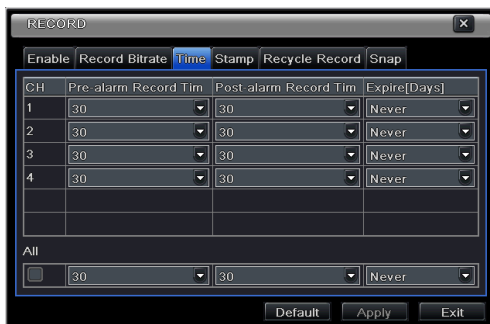 RECORD
Enable Record Bitrate Time Stamp Recycle Record Snap
CH Pre-alarm Record Tim Post-alarm Record Tim Expire[Days]
1 30 30 Never
2 30 30 Never
3 30 30 Never
4 30 30 Never
All
30 30 Never
Default Apply Exit